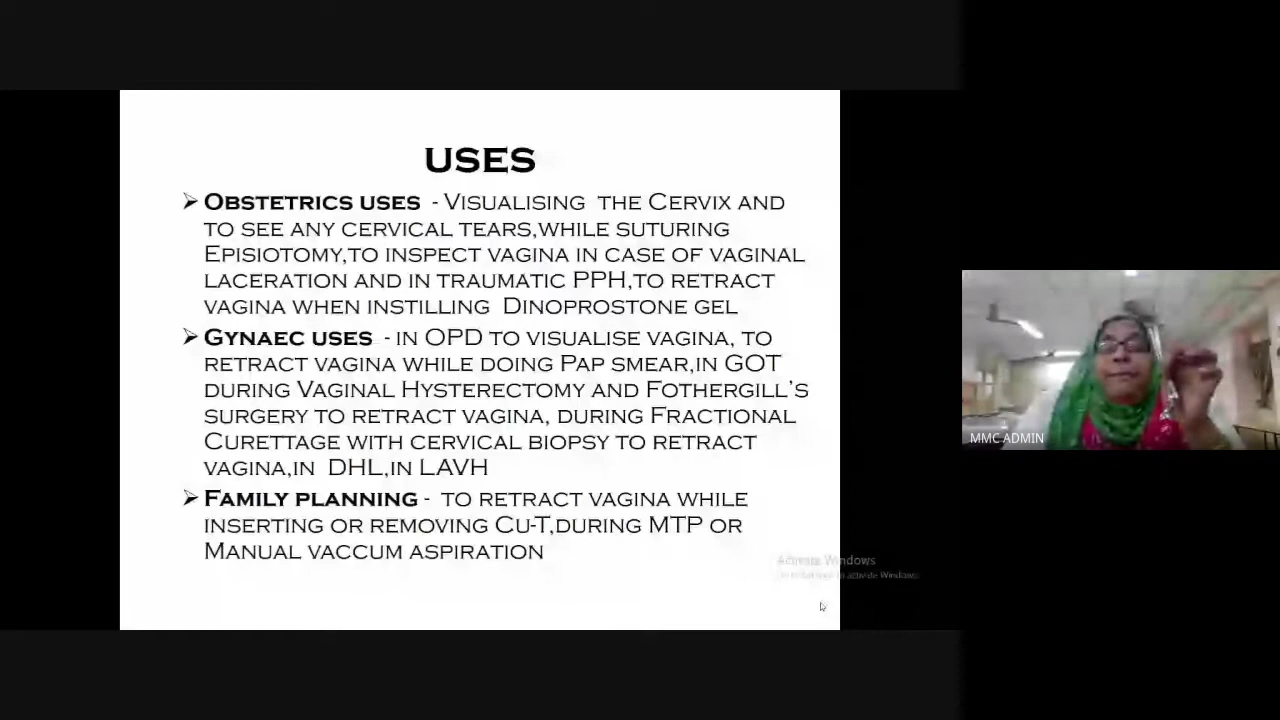 USES
➢ OBSTETRICS USES - VISUALISING THE CERVIX AND
TO SEE ANY CERVICAL TEARS,WHILE SUTURING
EPISIOTOMY,TO INSPECT VAGINA IN CASE OF VAGINAL
LACERATION AND IN TRAUMATIC PPH,TO RETRACT
VAGINA WHEN INSTILLING DINOPROSTONE GEL
➢ GYNAEC USES - IN OPD TO VISUALISE VAGINA, TO
RETRACT VAGINA WHILE DOING PAP SMEAR,IN GOT
DURING VAGINAL HYSTERECTOMY AND FOTHERGILL'S
SURGERY TO RETRACT VAGINA, DURING FRACTIONAL
CURETTAGE WITH CERVICAL BIOPSY TO RETRACT
VAGINA,IN DHL,IN LAVH
➢ FAMILY PLANNING - TO RETRACT VAGINA WHILE
INSERTING OR REMOVING CU-T,DURING MTP OR
MANUAL VACCUM ASPIRATION
Activate Windows
to activate Windows.
MMC ADMIN